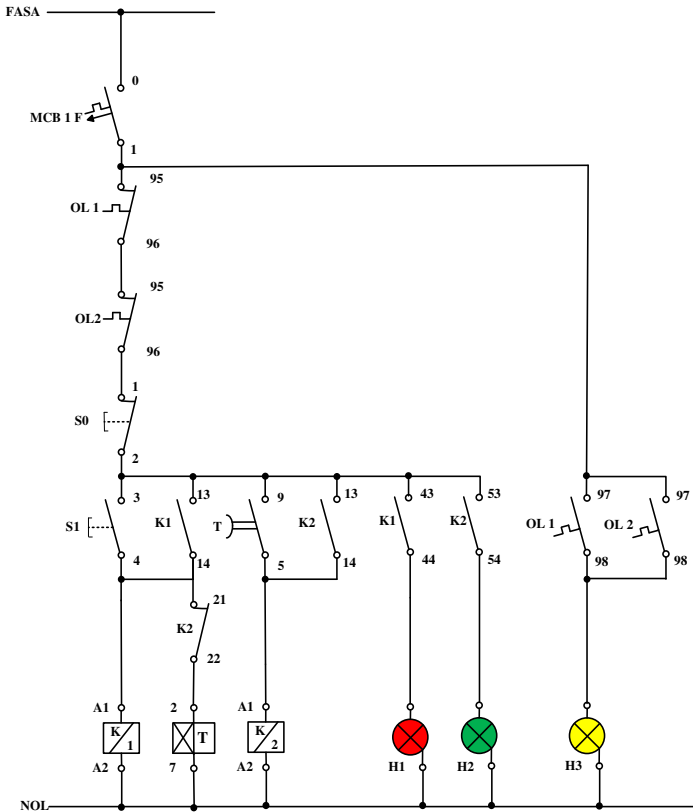 FASA
0
MCB 1 F
1
95
OL 1
96
95
OL2
96
1
S0
2
3 13 9 13 43 53 97 97
S1 K1 T K2 K1 K2 OL 1 OL 2
4 14 5 14 44 54 98 98
21
K2
22
A1 2 A1
K 1 T K 2
A2 7 A2 H1 H2 H3
NOL